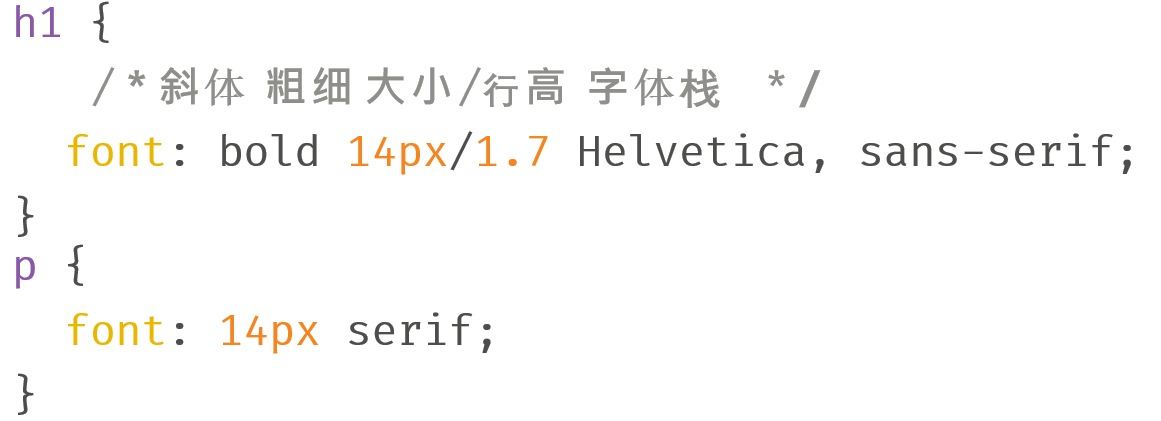 h1 {
/*斜体 粗细 大小/行高 字体栈 */
font: bold 14px/1.7 Helvetica, sans-serif;
}
p {
font: 14px serif;
}